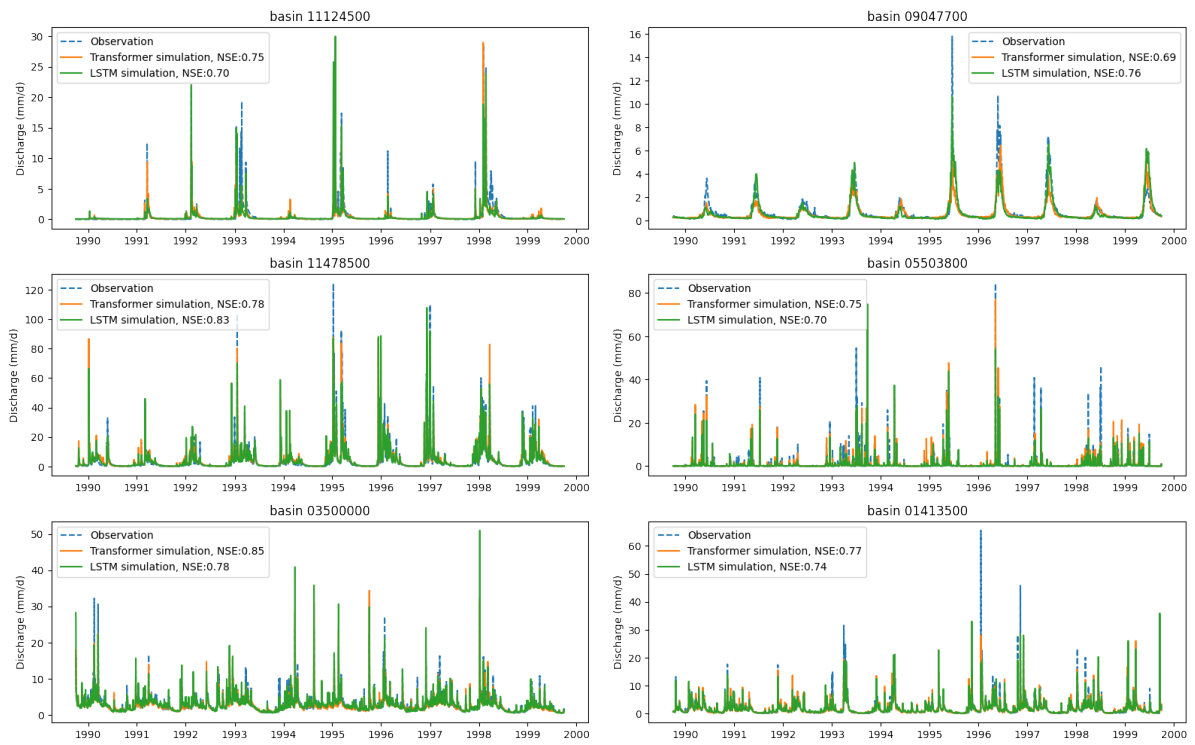 basin 11124500
Discharge (mm/d)
30
25
20
15
10
5
0
Observation
Transformer simulation, NSE:0.75
LSTM simulation, NSE:0.70
1990 1991 1992 1993 1994 1995 1996 1997 1998 1999 2000
basin 09047700
Discharge (mm/d)
16
14
12
10
8
6
4
2
0
Observation
Transformer simulation, NSE:0.69
LSTM simulation, NSE:0.76
1990 1991 1992 1993 1994 1995 1996 1997 1998 1999 2000
basin 11478500
Discharge (mm/d)
120
100
80
60
40
20
0
Observation
Transformer simulation, NSE:0.78
LSTM simulation, NSE:0.83
1990 1991 1992 1993 1994 1995 1996 1997 1998 1999 2000
basin 05503800
Discharge (mm/d)
80
60
40
20
0
Observation
Transformer simulation, NSE:0.75
LSTM simulation, NSE:0.70
1990 1991 1992 1993 1994 1995 1996 1997 1998 1999 2000
basin 03500000
Discharge (mm/d)
50
40
30
20
10
0
Observation
Transformer simulation, NSE:0.85
LSTM simulation, NSE:0.78
1990 1991 1992 1993 1994 1995 1996 1997 1998 1999 2000
basin 01413500
Discharge (mm/d)
60
50
40
30
20
10
0
Observation
Transformer simulation, NSE:0.77
LSTM simulation, NSE:0.74
1990 1991 1992 1993 1994 1995 1996 1997 1998 1999 2000